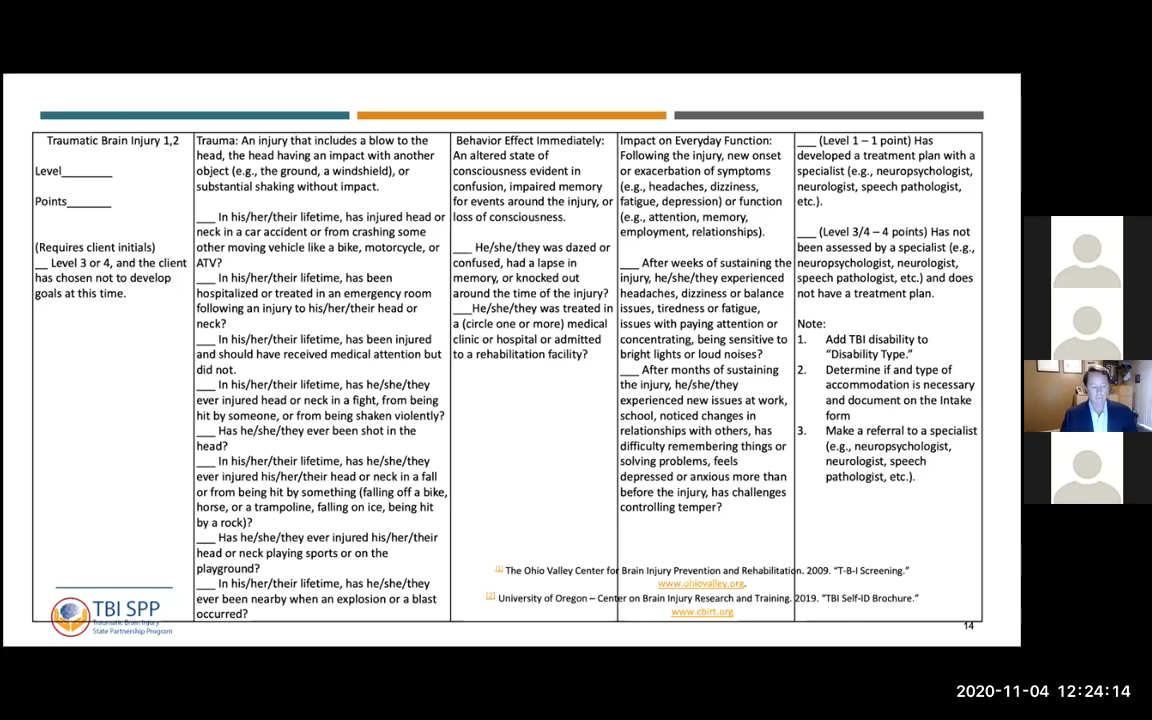 Traumatic Brain Injury 1,2
Level________
Points_______
(Requires client initials)
__ Level 3 or 4, and the client
has chosen not to develop
goals at this time.
Trauma: An injury that includes a blow to the
head, the head having an impact with another
object (e.g., the ground, a windshield), or
substantial shaking without impact.
___ In his/her/their lifetime, has injured head or
neck in a car accident or from crashing some
other moving vehicle like a bike, motorcycle, or
ATV?
___ In his/her/their lifetime, has been
hospitalized or treated in an emergency room
following an injury to his/her/their head or
neck?
___ In his/her/their lifetime, has been injured
and should have received medical attention but
did not.
___ In his/her/their lifetime, has he/she/they
ever injured head or neck in a fight, from being
hit by someone, or from being shaken violently?
___ Has he/she/they ever been shot in the
head?
___ In his/her/their lifetime, has he/she/they
ever injured his/her/their head or neck in a fall
or from being hit by something (falling off a bike,
horse, or a trampoline, falling on ice, being hit
by a rock)?
___ Has he/she/they ever injured his/her/their
head or neck playing sports or on the
playground?
___ In his/her/their lifetime, has he/she/they
ever been nearby when an explosion or a blast
occurred?
Behavior Effect Immediately:
An altered state of
consciousness evident in
confusion, impaired memory
for events around the injury, or
loss of consciousness.
___ He/she/they was dazed or
confused, had a lapse in
memory, or knocked out
around the time of the injury?
___He/she/they was treated in
a (circle one or more) medical
clinic or hospital or admitted
to a rehabilitation facility?
Impact on Everyday Function:
Following the injury, new onset
or exacerbation of symptoms
(e.g., headaches, dizziness,
fatigue, depression) or function
(e.g., attention, memory,
employment, relationships).
___ After weeks of sustaining the
injury, he/she/they experienced
headaches, dizziness or balance
issues, tiredness or fatigue,
issues with paying attention or
concentrating, being sensitive to
bright lights or loud noises?
___ After months of sustaining
the injury, he/she/they
experienced new issues at work,
school, noticed changes in
relationships with others, has
difficulty remembering things or
solving problems, feels
depressed or anxious more than
before the injury, has challenges
controlling temper?
___ (Level 1 – 1 point) Has
developed a treatment plan with a
specialist (e.g., neuropsychologist,
neurologist, speech pathologist,
etc.).
___ (Level 3/4 – 4 points) Has not
been assessed by a specialist (e.g.,
neuropsychologist, neurologist,
speech pathologist, etc.) and does
not have a treatment plan.
Note:
1. Add TBI disability to
“Disability Type.”
2. Determine if and type of
accommodation is necessary
and document on the Intake
form
3. Make a referral to a specialist
(e.g., neuropsychologist,
neurologist, speech
pathologist, etc.).
[1] The Ohio Valley Center for Brain Injury Prevention and Rehabilitation. 2009. “T-B-I Screening.”
www.ohiovalley.org.
[2] University of Oregon – Center on Brain Injury Research and Training. 2019. “TBI Self-ID Brochure.”
www.cbirt.org
TBI SPP
Traumatic Brain Injury
State Partnership Program
14
2020-11-04 12:24:14